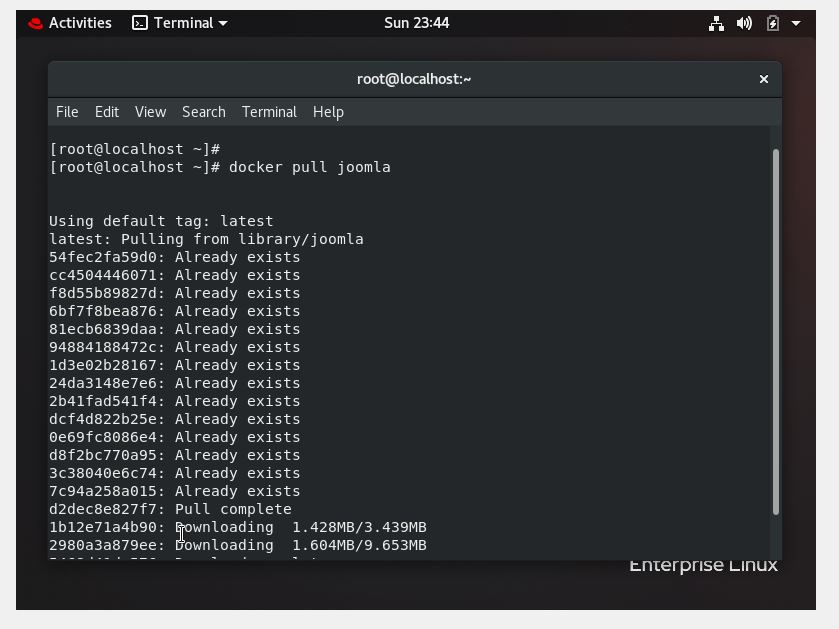 Activities Terminal Sun 23:44
root@localhost:~
File Edit View Search Terminal Help
[root@localhost ~]#
[root@localhost ~]# docker pull joomla
Using default tag: latest
latest: Pulling from library/joomla
54fec2fa59d0: Already exists
cc4504446071: Already exists
f8d55b89827d: Already exists
6bf7f8bea876: Already exists
81ecb6839daa: Already exists
94884188472c: Already exists
1d3e02b28167: Already exists
24da3148e7e6: Already exists
2b41fad541f4: Already exists
dcf4d822b25e: Already exists
0e69fc8086e4: Already exists
d8f2bc770a95: Already exists
3c38040e6c74: Already exists
7c94a258a015: Already exists
d2dec8e827f7: Pull complete
1b12e71a4b90: Downloading 1.428MB/3.439MB
2980a3a879ee: Downloading 1.604MB/9.653MB
Enterprise Linux